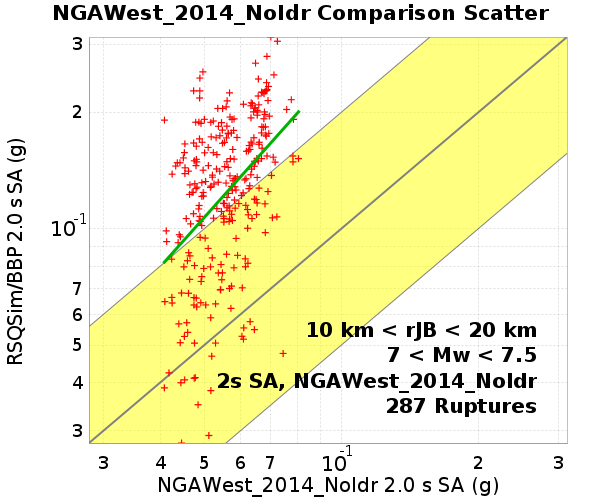 NGAWest_2014_NoIdr Comparison Scatter
RSQSim/BBP 2.0 s SA (g)
3
2
10-1
7
6
5
4
3
10 km < rJB < 20 km
7 < Mw < 7.5
2s SA, NGAWest_2014_NoIdr
287 Ruptures
3 4 5 6 7 10-1 2 3
NGAWest_2014_NoIdr 2.0 s SA (g)